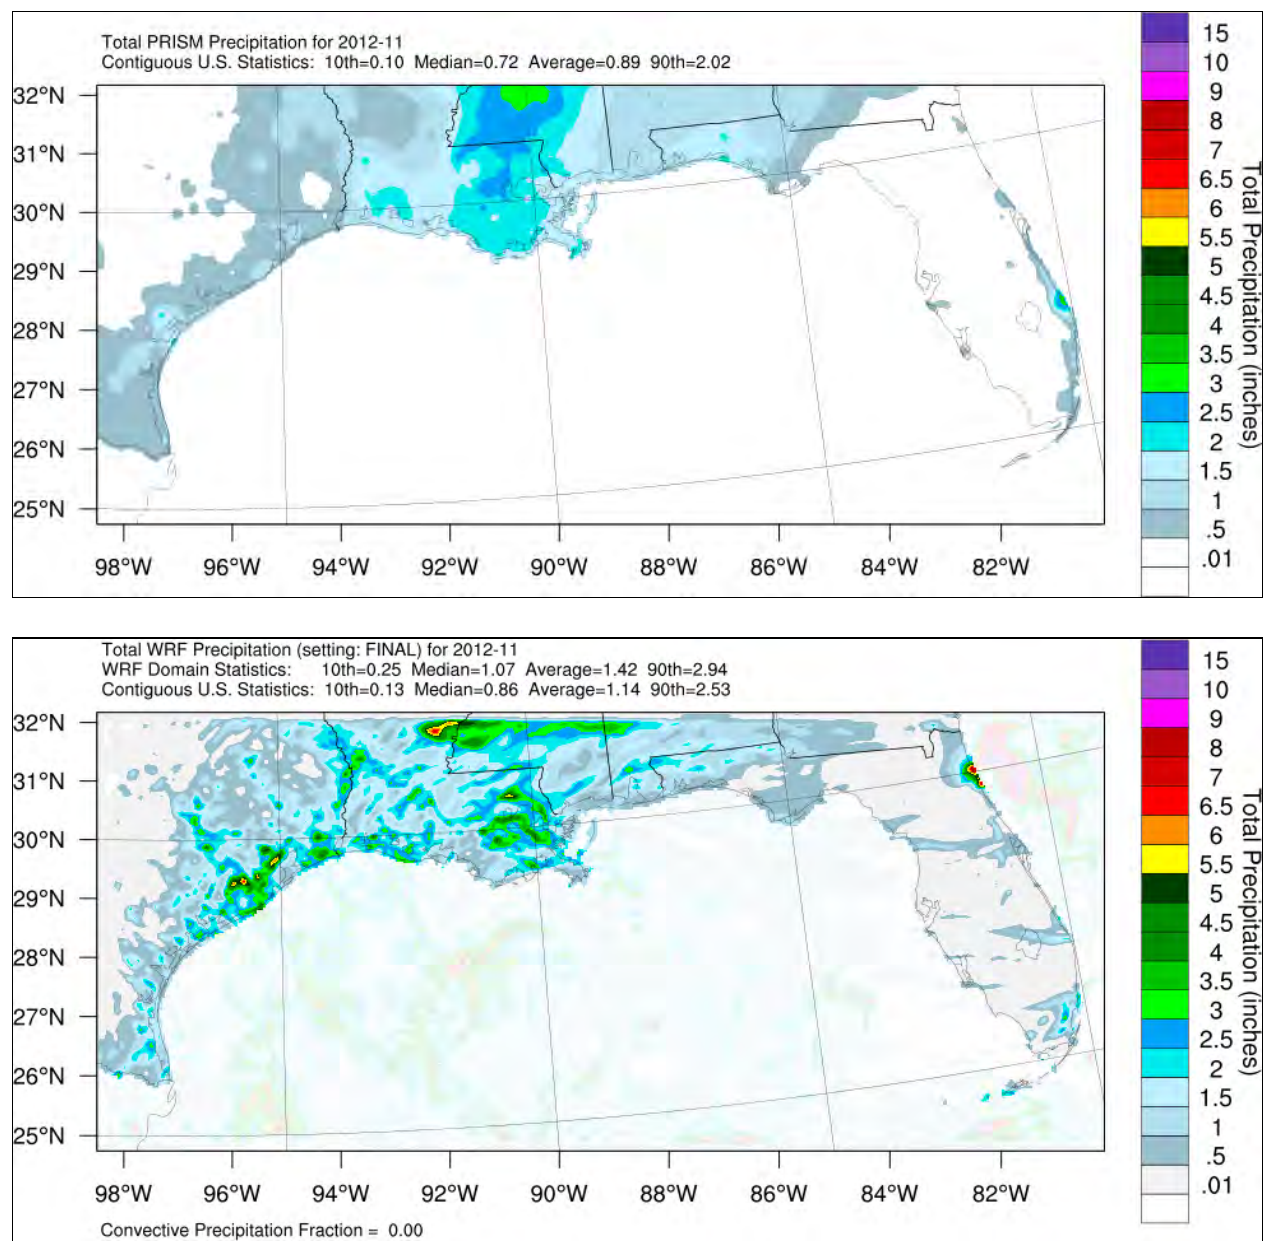 Total PRISM Precipitation for 2012-11
Contiguous U.S. Statistics: 10th=0.10 Median=0.72 Average=0.89 90th=2.02
32°N
31°N
30°N
29°N
28°N
27°N
26°N
25°N
98°W 96°W 94°W 92°W 90°W 88°W 86°W 84°W 82°W
15
10
9
8
7
6.5
6
5.5
5
4.5
4
3.5
3
2.5
2
1.5
1
.5
.01
Total Precipitation (inches)
Total WRF Precipitation (setting: FINAL) for 2012-11
WRF Domain Statistics: 10th=0.25 Median=1.07 Average=1.42 90th=2.94
Contiguous U.S. Statistics: 10th=0.13 Median=0.86 Average=1.14 90th=2.53
32°N
31°N
30°N
29°N
28°N
27°N
26°N
25°N
98°W 96°W 94°W 92°W 90°W 88°W 86°W 84°W 82°W
15
10
9
8
7
6.5
6
5.5
5
4.5
4
3.5
3
2.5
2
1.5
1
.5
.01
Total Precipitation (inches)
Convective Precipitation Fraction = 0.00